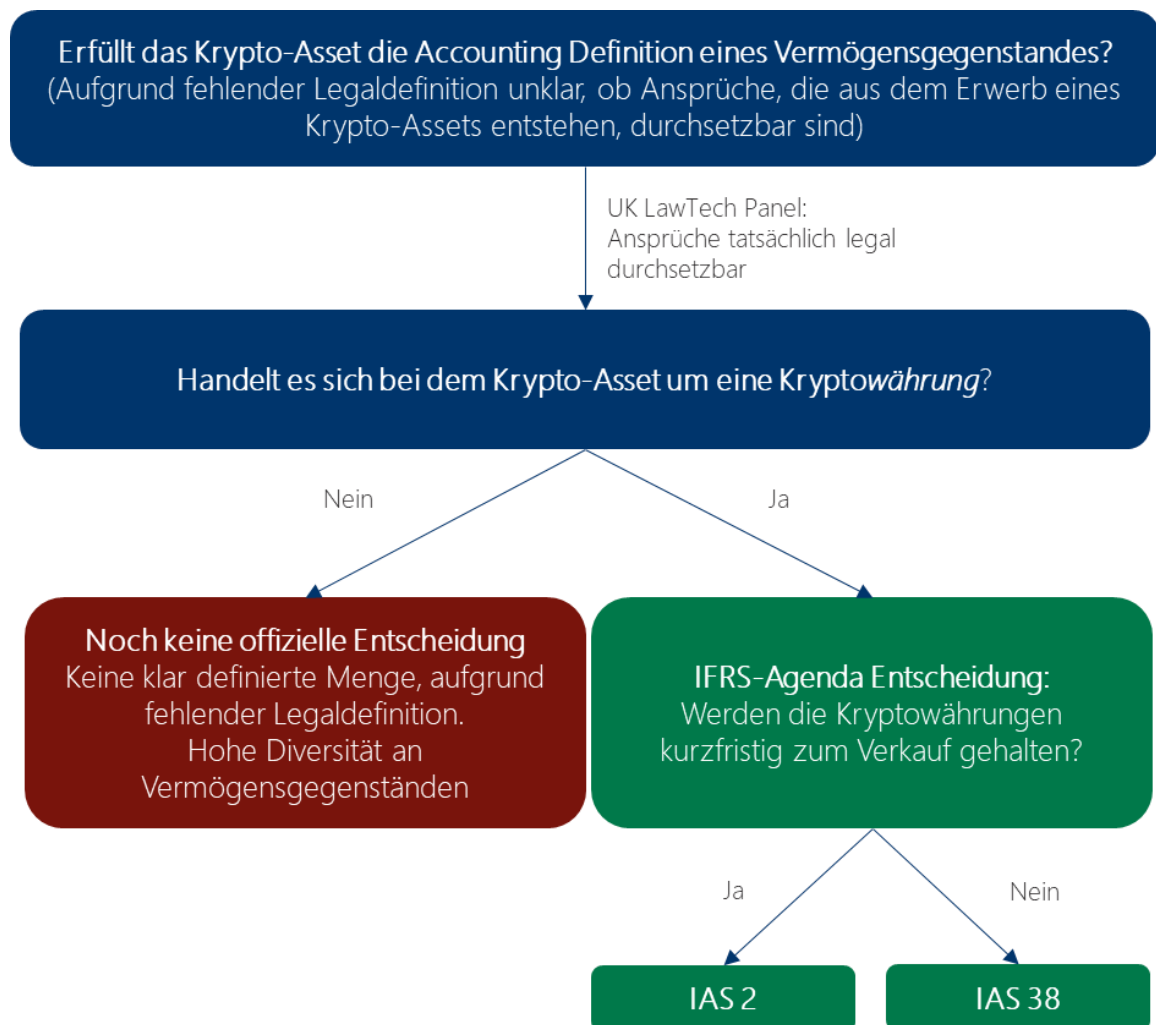 Erfüllt das Krypto-Asset die Accounting Definition eines Vermögensgegenstandes?
(Aufgrund fehlender Legaldefinition unklar, ob Ansprüche, die aus dem Erwerb eines
Krypto-Assets entstehen, durchsetzbar sind)
UK LawTech Panel:
Ansprüche tatsächlich legal
durchsetzbar
Handelt es sich bei dem Krypto-Asset um eine Kryptowährung?
Nein
Ja
Noch keine offizielle Entscheidung
Keine klar definierte Menge, aufgrund
fehlender Legaldefinition.
Hohe Diversität an
Vermögensgegenständen
IFRS-Agenda Entscheidung:
Werden die Kryptowährungen
kurzfristig zum Verkauf gehalten?
Ja
Nein
IAS 2
IAS 38